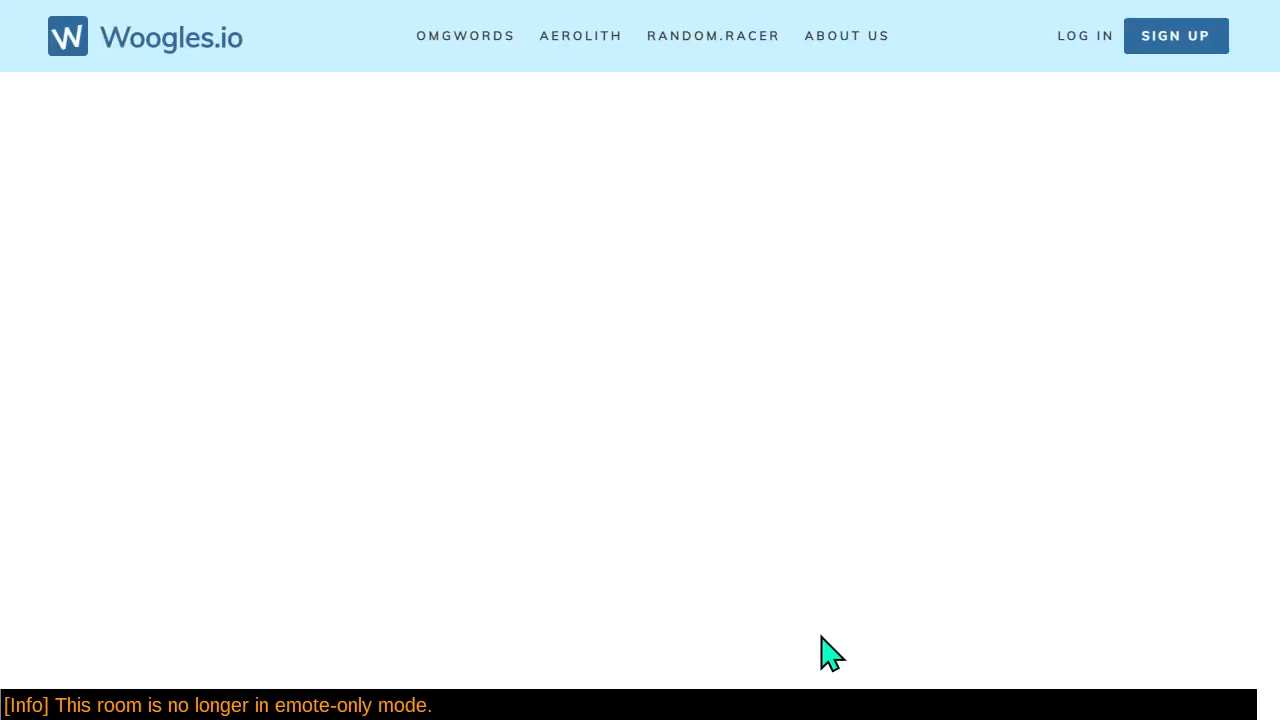 W Woogles.io OMGWORDS AEROLITH RANDOM.RACER ABOUT US LOG IN SIGN UP
[Info] This room is no longer in emote-only mode.